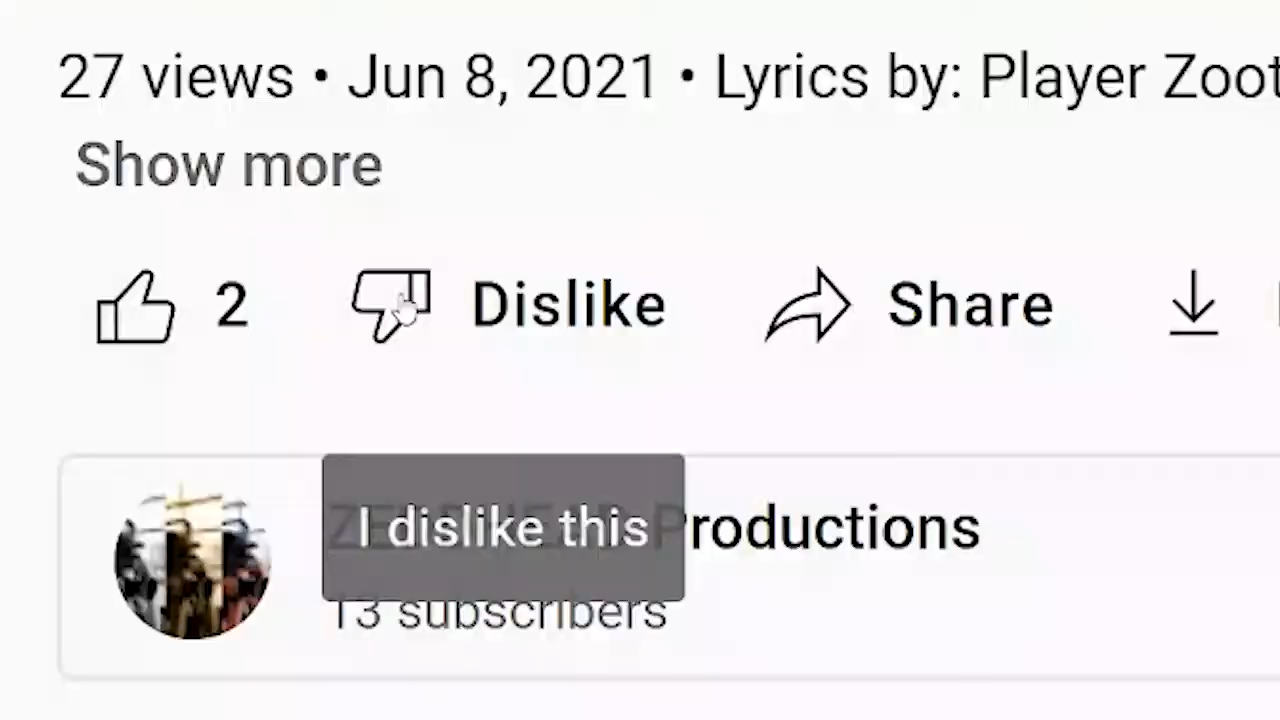 27 views • Jun 8, 2021 • Lyrics by: Player Zoot
Show more
2 Dislike Share
I dislike this Productions
13 subscribers